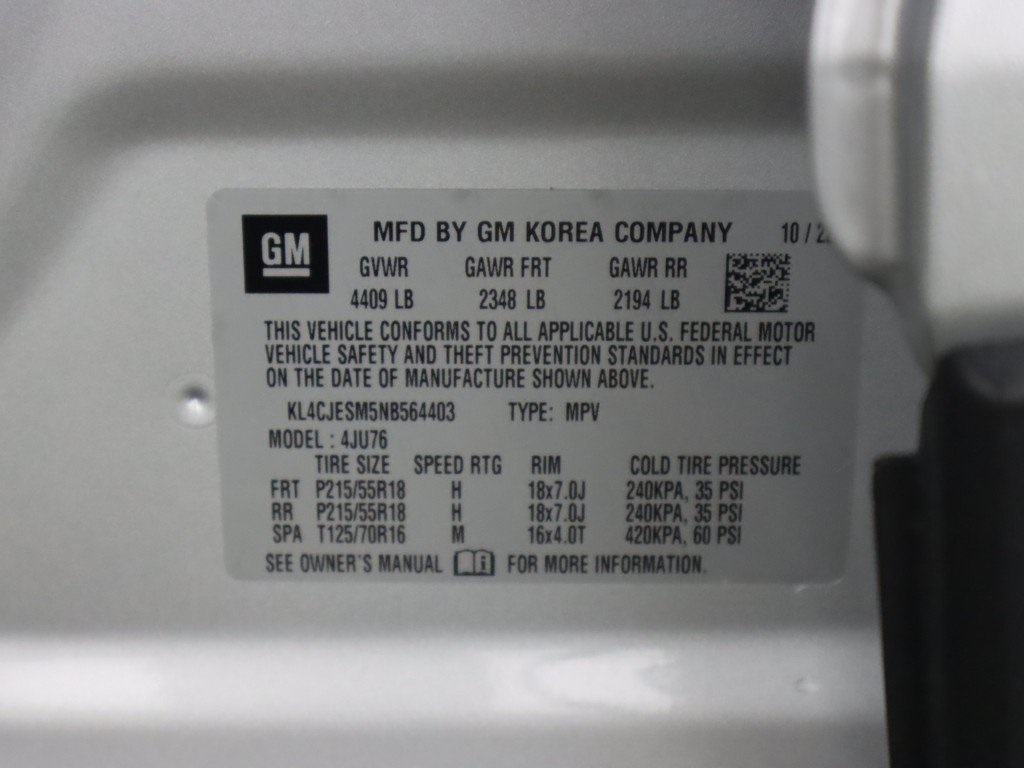 GM MFD BY GM KOREA COMPANY 10 / 2
GVWR GAWR FRT GAWR RR
4409 LB 2348 LB 2194 LB
THIS VEHICLE CONFORMS TO ALL APPLICABLE U.S. FEDERAL MOTOR
VEHICLE SAFETY AND THEFT PREVENTION STANDARDS IN EFFECT
ON THE DATE OF MANUFACTURE SHOWN ABOVE.
KL4CJESM5NB564403 TYPE: MPV
MODEL : 4JU76
TIRE SIZE SPEED RTG RIM COLD TIRE PRESSURE
FRT P215/55R18 H 18x7.0J 240KPA, 35 PSI
RR P215/55R18 H 18x7.0J 240KPA, 35 PSI
SPA T125/70R16 M 16x4.0T 420KPA, 60 PSI
SEE OWNER'S MANUAL i FOR MORE INFORMATION.